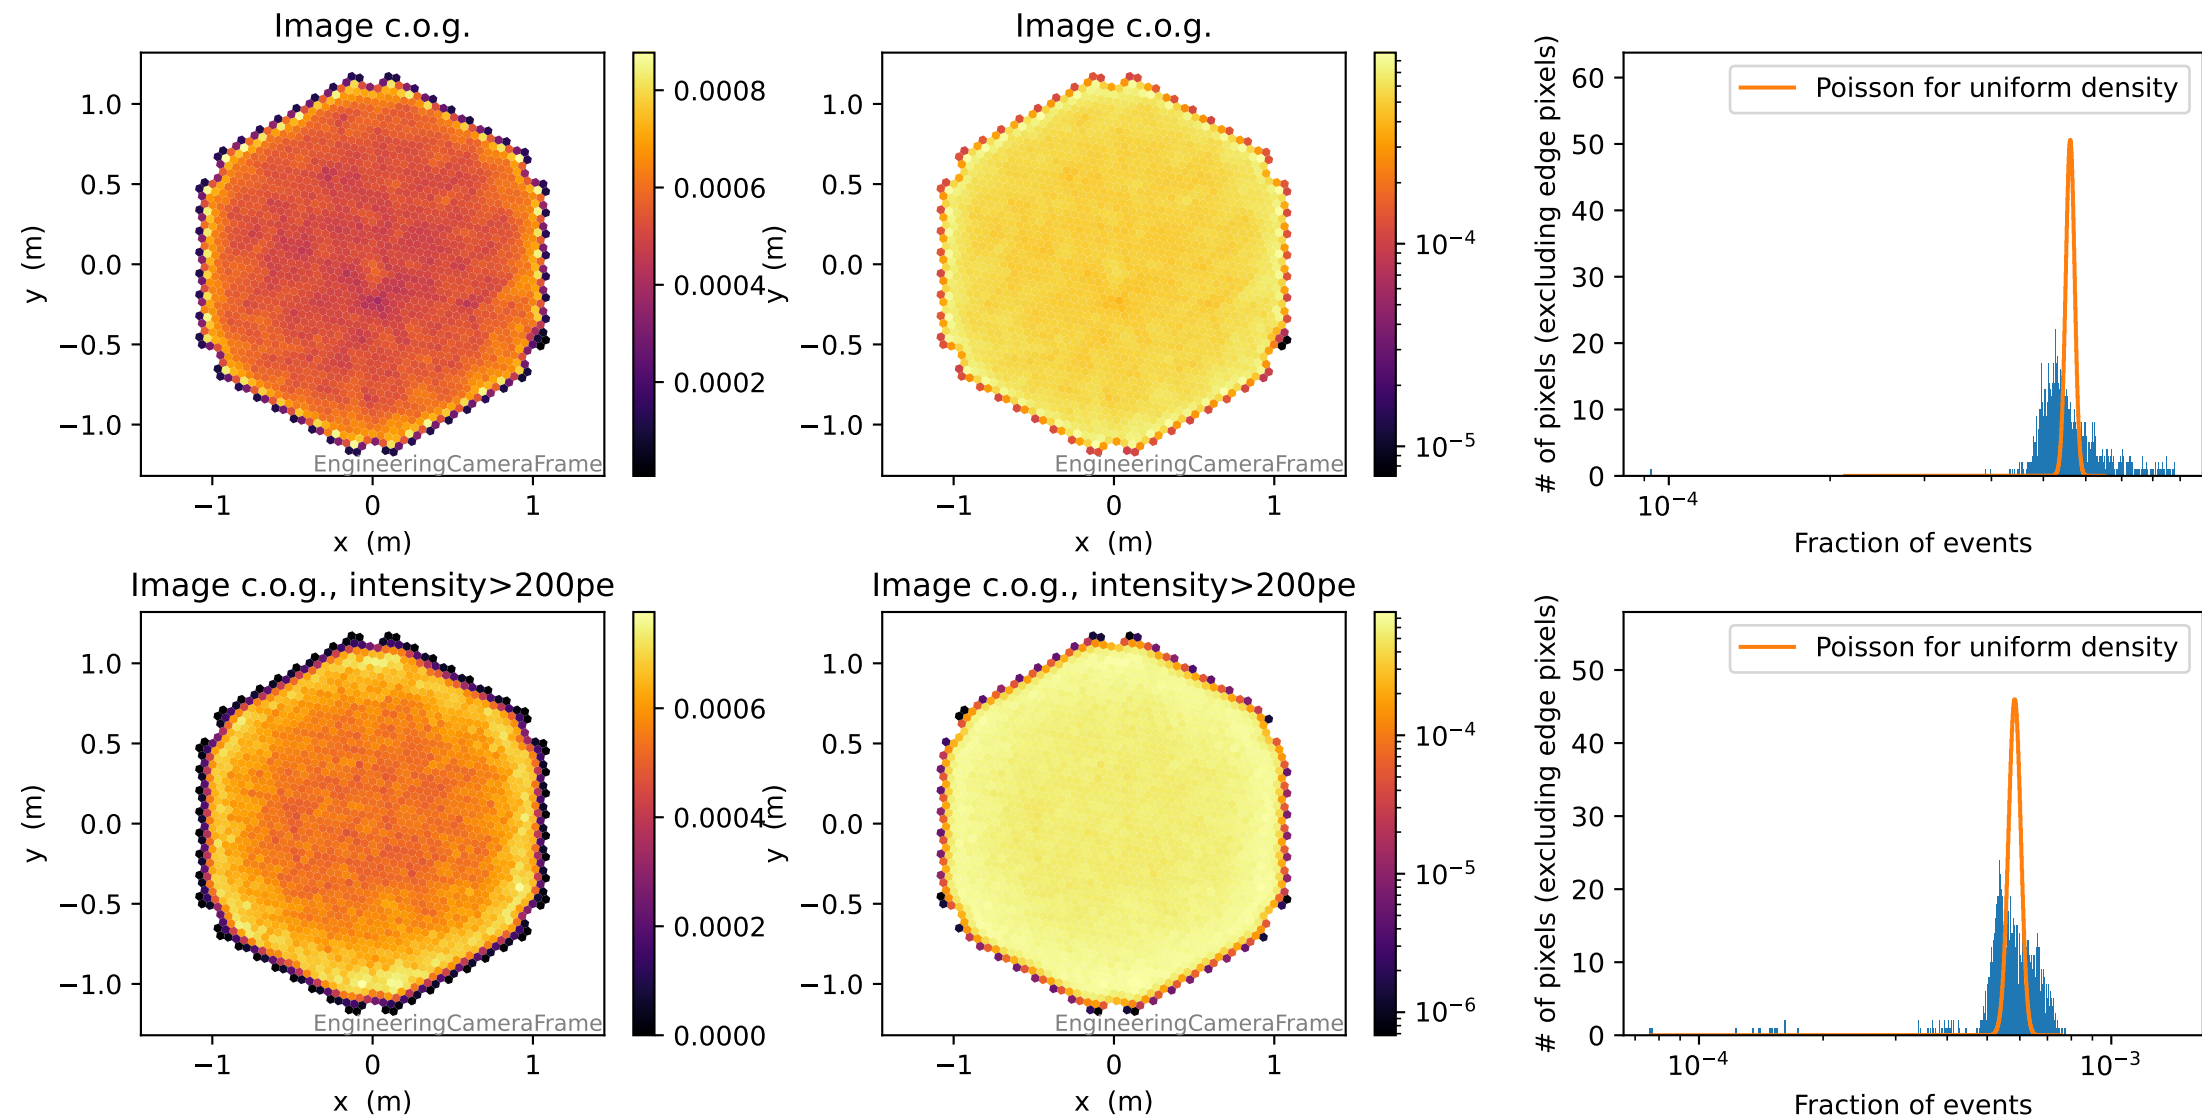 Image c.o.g.
1.0
0.5
0.0
−0.5
−1.0
y (m)
−1
0
1
x (m)
EngineeringCameraFrame
0.0008
0.0006
0.0004
0.0002
Image c.o.g.
1.0
0.5
0.0
−0.5
−1.0
y (m)
−1
0
1
x (m)
EngineeringCameraFrame
10⁻⁴
10⁻⁵
# of pixels (excluding edge pixels)
60
50
40
30
20
10
0
Poisson for uniform density
10⁻⁴
Fraction of events
Image c.o.g., intensity>200pe
1.0
0.5
0.0
−0.5
−1.0
y (m)
−1
0
1
x (m)
EngineeringCameraFrame
0.0006
0.0004
0.0002
0.0000
Image c.o.g., intensity>200pe
1.0
0.5
0.0
−0.5
−1.0
y (m)
−1
0
1
x (m)
EngineeringCameraFrame
10⁻⁴
10⁻⁵
10⁻⁶
# of pixels (excluding edge pixels)
50
40
30
20
10
0
Poisson for uniform density
10⁻⁴
10⁻³
Fraction of events